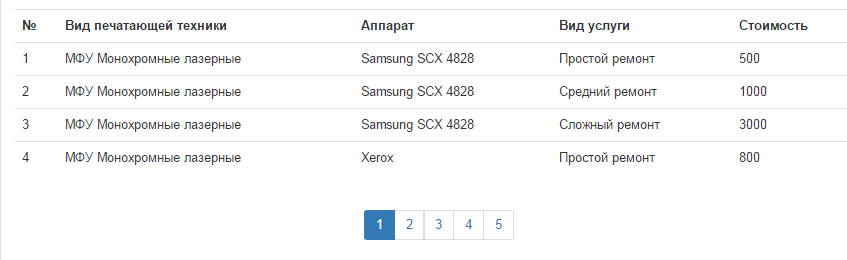 № Вид печатающей техники Аппарат Вид услуги Стоимость
1 МФУ Монохромные лазерные Samsung SCX 4828 Простой ремонт 500
2 МФУ Монохромные лазерные Samsung SCX 4828 Средний ремонт 1000
3 МФУ Монохромные лазерные Samsung SCX 4828 Сложный ремонт 3000
4 МФУ Монохромные лазерные Xerox Простой ремонт 800
1 2 3 4 5